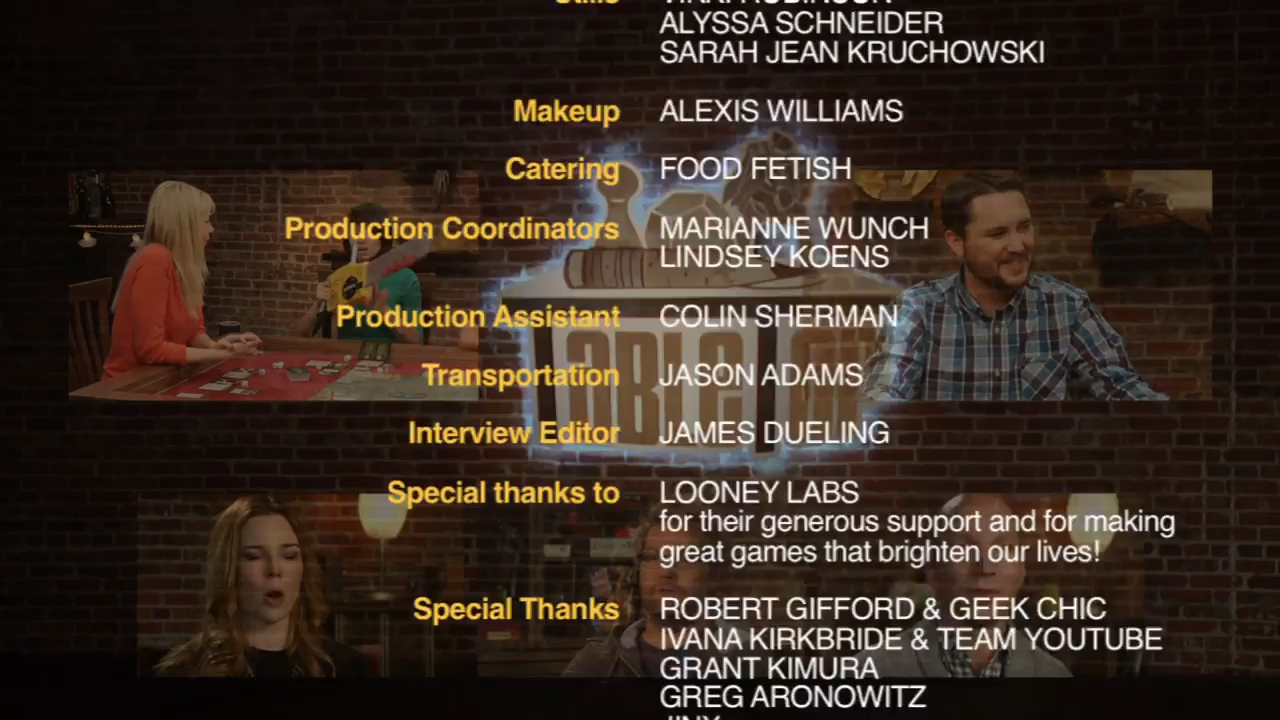 ALYSSA SCHNEIDER
SARAH JEAN KRUCHOWSKI
Makeup ALEXIS WILLIAMS
Catering FOOD FETISH
Production Coordinators MARIANNE WUNCH
LINDSEY KOENS
Production Assistant COLIN SHERMAN
Transportation JASON ADAMS
Interview Editor JAMES DUELING
Special thanks to LOONEY LABS
for their generous support and for making
great games that brighten our lives!
Special Thanks ROBERT GIFFORD & GEEK CHIC
IVANA KIRKBRIDE & TEAM YOUTUBE
GRANT KIMURA
GREG ARONOWITZ